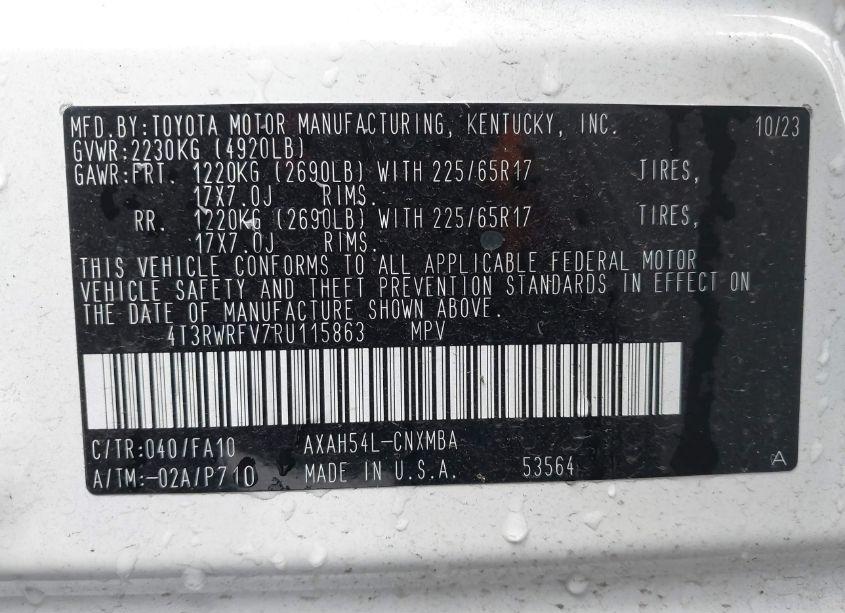 MFD.BY:TOYOTA MOTOR MANUFACTURING, KENTUCKY, INC. 10/23
GVWR:2230KG (4920LB)
GAWR:FRT. 1220KG (2690LB) WITH 225/65R17 TIRES,
17X7.0J RIMS.
RR. 1220KG (2690LB) WITH 225/65R17 TIRES,
17X7.0J RIMS.
THIS VEHICLE CONFORMS TO ALL APPLICABLE FEDERAL MOTOR
VEHICLE SAFETY AND THEFT PREVENTION STANDARDS IN EFFECT ON
THE DATE OF MANUFACTURE SHOWN ABOVE.
4T3RWRFV7RU115863 MPV
C/TR:040/FA10 AXAH54L-CNXMBA
A/TM:-02A/P710 MADE IN U.S.A. 53564 A